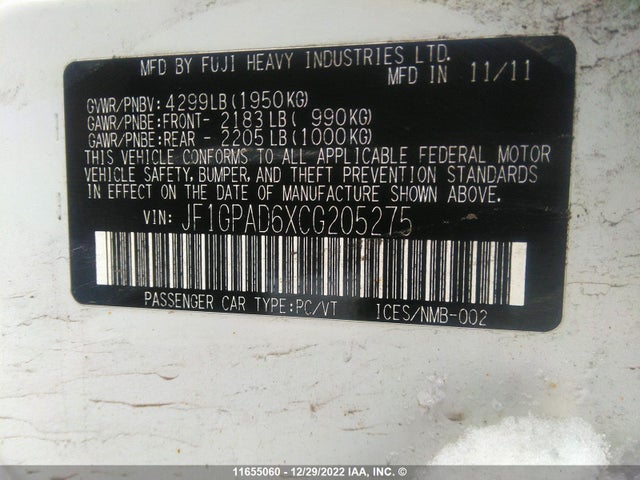 MFD BY FUJI HEAVY INDUSTRIES LTD.
MFD IN 11/11
GVWR/PNBV: 4299LB(1950KG)
GAWR/PNBE:FRONT- 2183LB( 990KG)
GAWR/PNBE:REAR - 2205LB(1000KG)
THIS VEHICLE CONFORMS TO ALL APPLICABLE FEDERAL MOTOR
VEHICLE SAFETY, BUMPER, AND THEFT PREVENTION STANDARDS
IN EFFECT ON THE DATE OF MANUFACTURE SHOWN ABOVE.
VIN: JF1GPAD6XCG205275
PASSENGER CAR TYPE:PC/VT ICES/NMB-002
11655060 - 12/29/2022 IAA, INC. ©